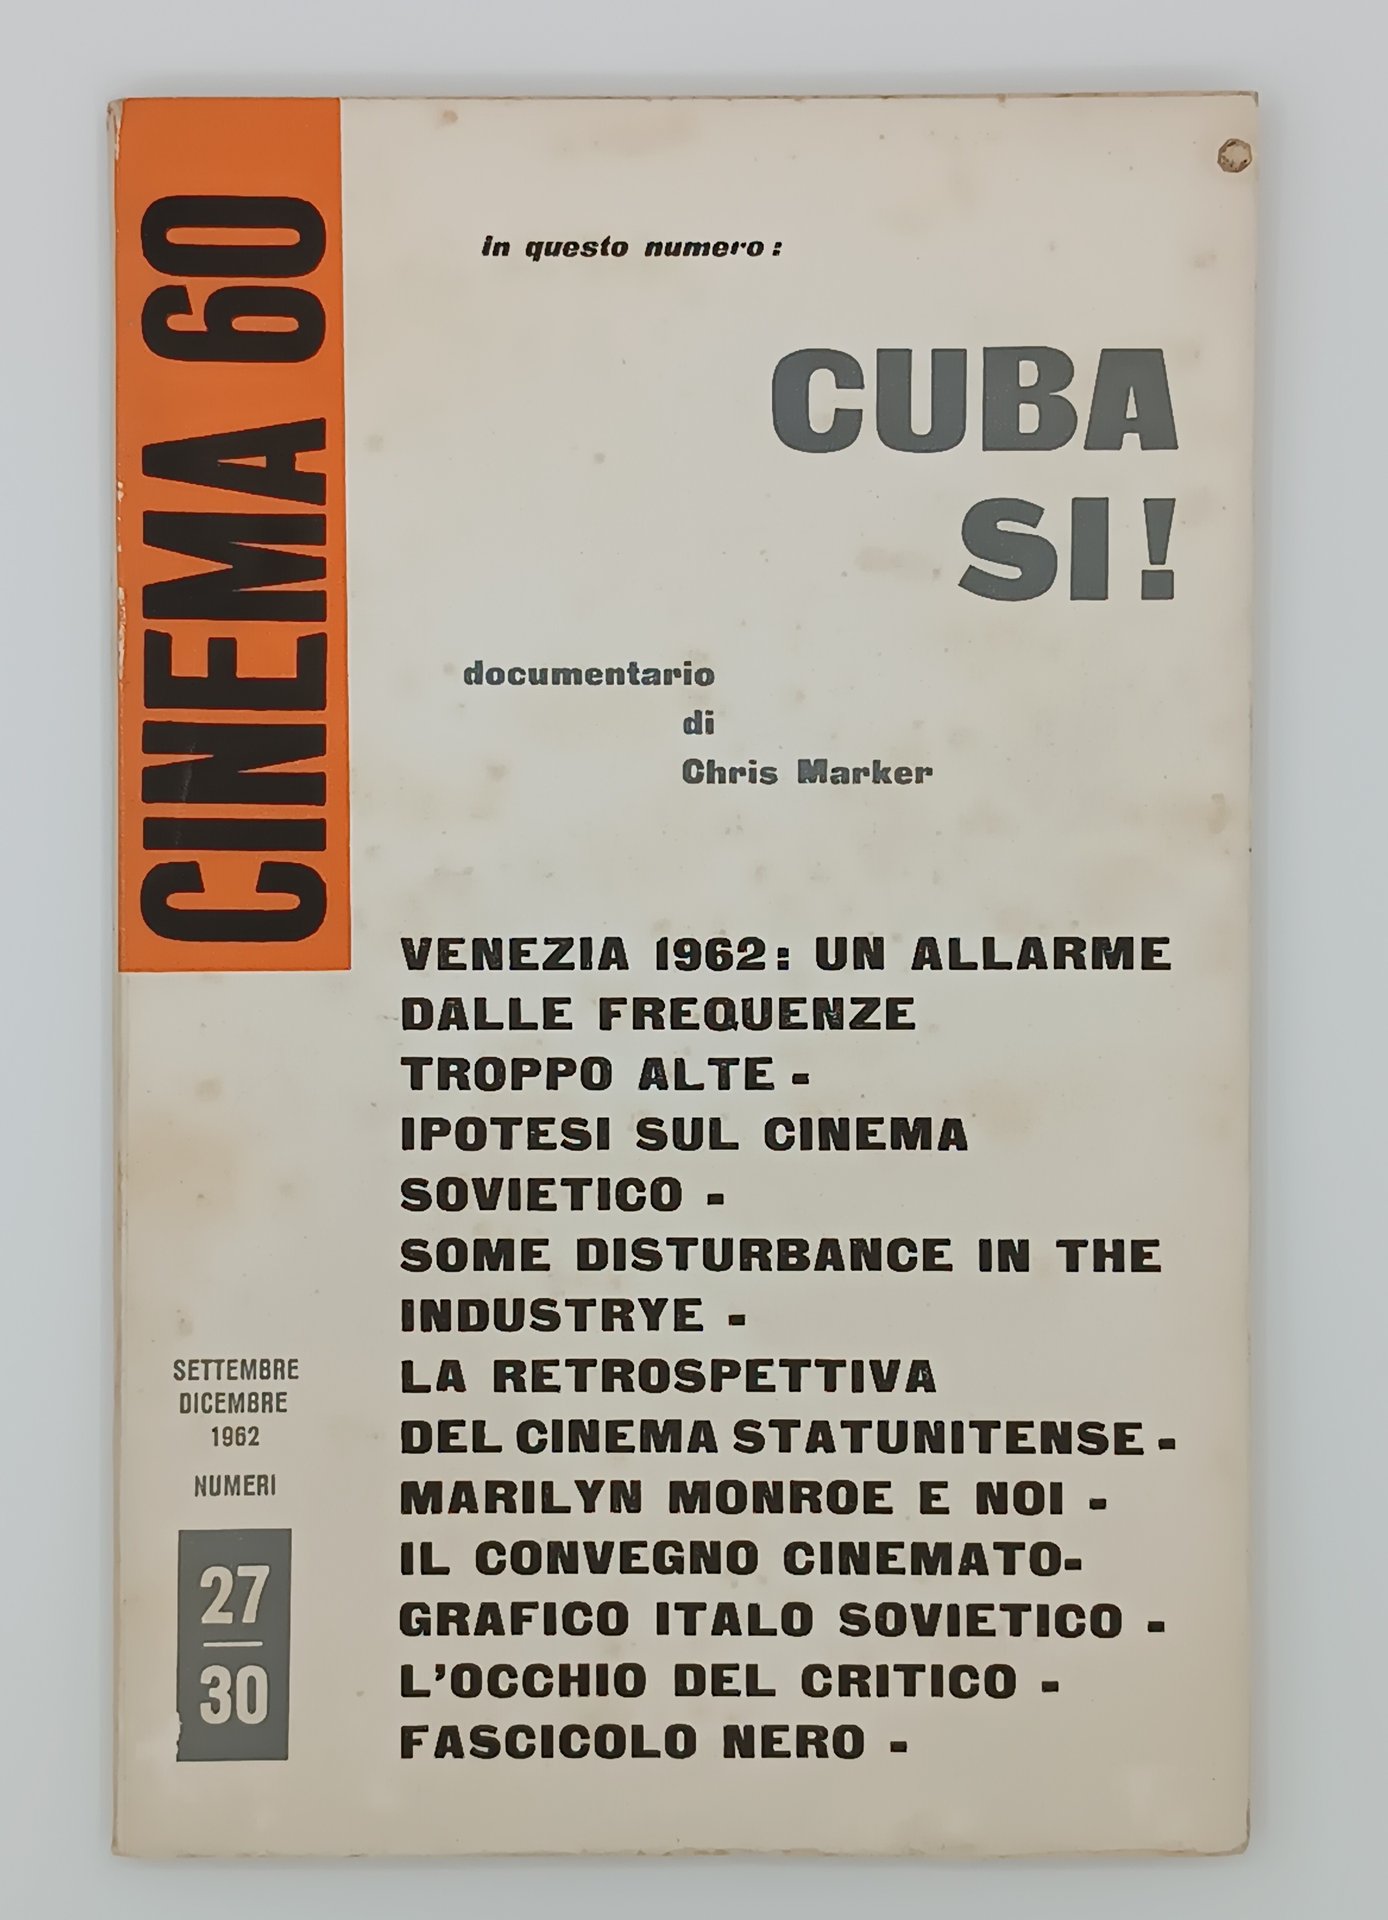 CINEMA 60
in questo numero:
CUBA
SI!
documentario
di
Chris Marker
VENEZIA 1962: UN ALLARME
DALLE FREQUENZE
TROPPO ALTE -
IPOTESI SUL CINEMA
SOVIETICO -
SOME DISTURBANCE IN THE
INDUSTRYE -
LA RETROSPETTIVA
DEL CINEMA STATUNITENSE -
MARILYN MONROE E NOI -
IL CONVEGNO CINEMATO-
GRAFICO ITALO SOVIETICO -
L'OCCHIO DEL CRITICO -
FASCICOLO NERO -
SETTEMBRE
DICEMBRE
1962
NUMERI
27
30